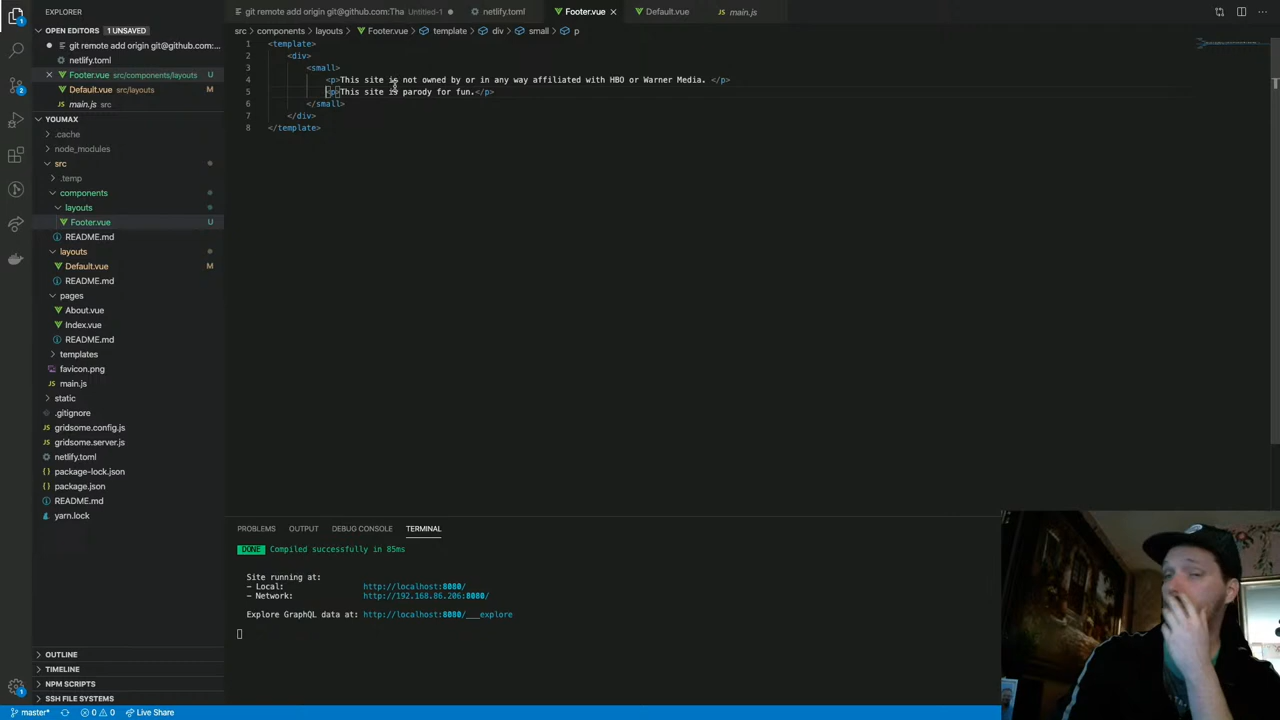 EXPLORER
git remote add origin git@github.com:Tha Untitled-1
netlify.toml
Footer.vue
Default.vue
main.js
OPEN EDITORS 1 UNSAVED
git remote add origin git@github.com:...
netlify.toml
Footer.vue src/components/layouts U
Default.vue src/layouts M
main.js src
YOUMAX
.cache
node_modules
src
.temp
components
layouts
Footer.vue U
README.md
layouts
Default.vue M
README.md
pages
About.vue
Index.vue
README.md
templates
favicon.png
main.js
static
.gitignore
gridsome.config.js
gridsome.server.js
netlify.toml
package-lock.json
package.json
README.md
yarn.lock
OUTLINE
TIMELINE
NPM SCRIPTS
SSH FILE SYSTEMS
src > components > layouts > Footer.vue > template > div > small > p
1 <template>
2 <div>
3 <small>
4 <p>This site is not owned by or in any way affiliated with HBO or Warner Media. </p>
5 <p>This site is parody for fun.</p>
6 </small>
7 </div>
8 </template>
PROBLEMS OUTPUT DEBUG CONSOLE TERMINAL
DONE Compiled successfully in 85ms
Site running at:
- Local: http://localhost:8080/
- Network: http://192.168.86.206:8080/
Explore GraphQL data at: http://localhost:8080/___explore
master* 0 0 Live Share